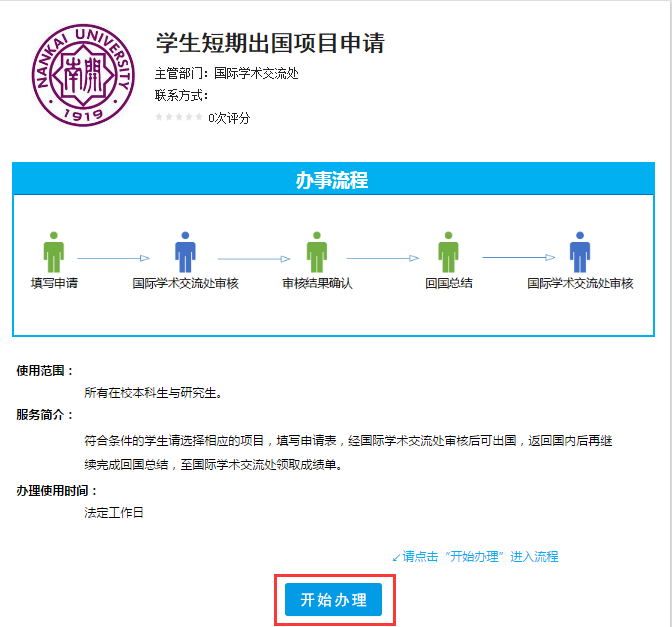 NANKAI UNIVERSITY
南開
1919
学生短期出国项目申请
主管部门：国际学术交流处
联系方式：
0次评分
办事流程
填写申请 国际学术交流处审核 审核结果确认 回国总结 国际学术交流处审核
使用范围：
所有在校本科生与研究生。
服务简介：
符合条件的学生请选择相应的项目，填写申请表，经国际学术交流处审核后可出国，返回国内后再继
续完成回国总结，至国际学术交流处领取成绩单。
办理使用时间：
法定工作日
↙请点击“开始办理”进入流程
开始办理